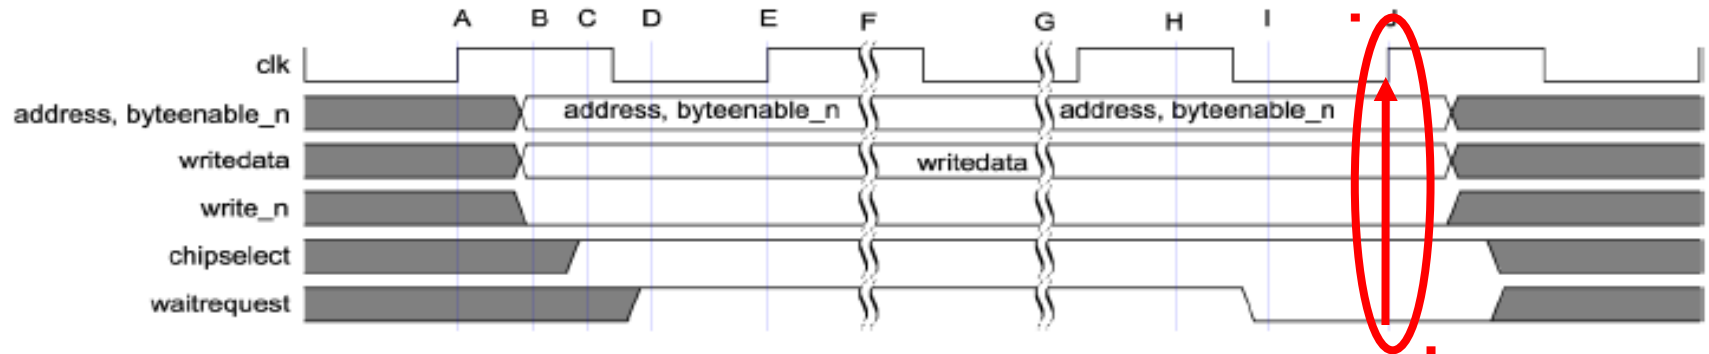 A B C D E F G H I J
clk
address, byteenable_n address, byteenable_n address, byteenable_n
writedata writedata
write_n
chipselect
waitrequest